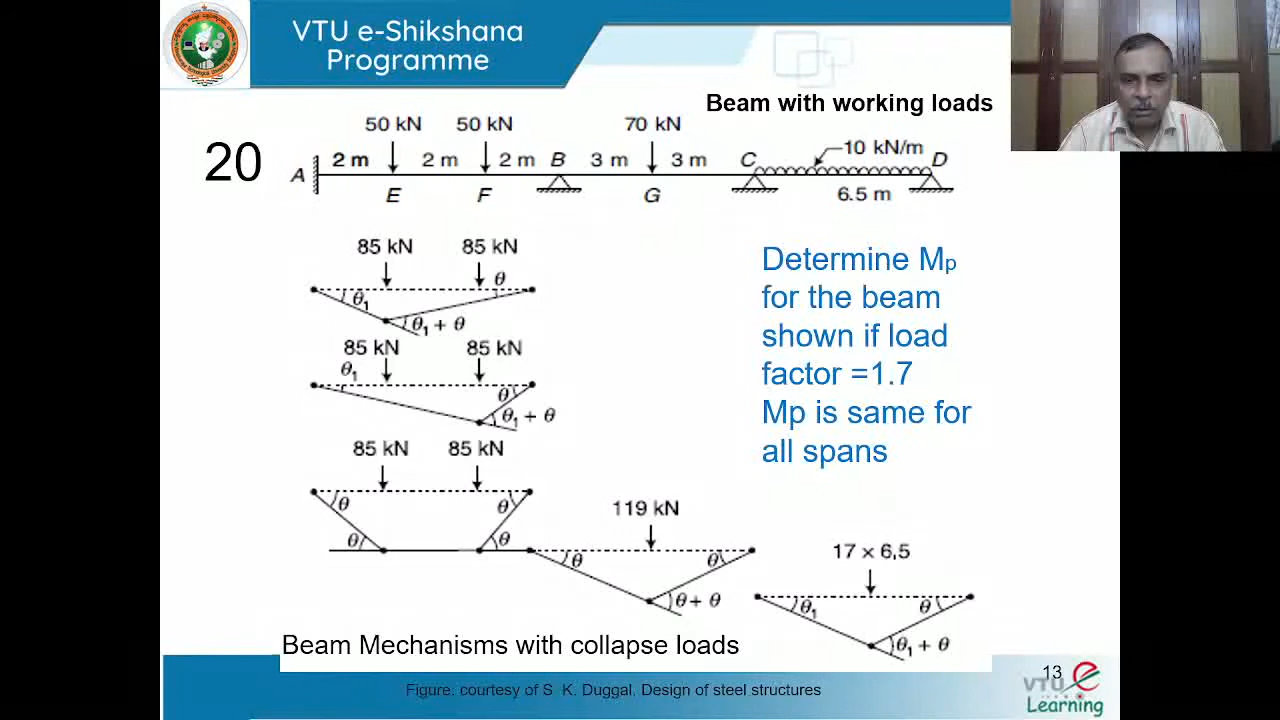 VTU e-Shikshana
Programme
Beam with working loads
20
50 kN 50 kN 70 kN 10 kN/m
A 2 m 2 m 2 m B 3 m 3 m C D
E F G 6.5 m
85 kN 85 kN
θ
θ₁
θ₁ + θ
85 kN 85 kN
θ₁
θ
θ₁ + θ
85 kN 85 kN
θ θ
θ θ
119 kN
θ θ
θ + θ
17 × 6.5
θ₁ θ
θ₁ + θ
Determine Mp
for the beam
shown if load
factor =1.7
Mp is same for
all spans
Beam Mechanisms with collapse loads
Figure. courtesy of S K. Duggal. Design of steel structures
13
VTU e
Learning